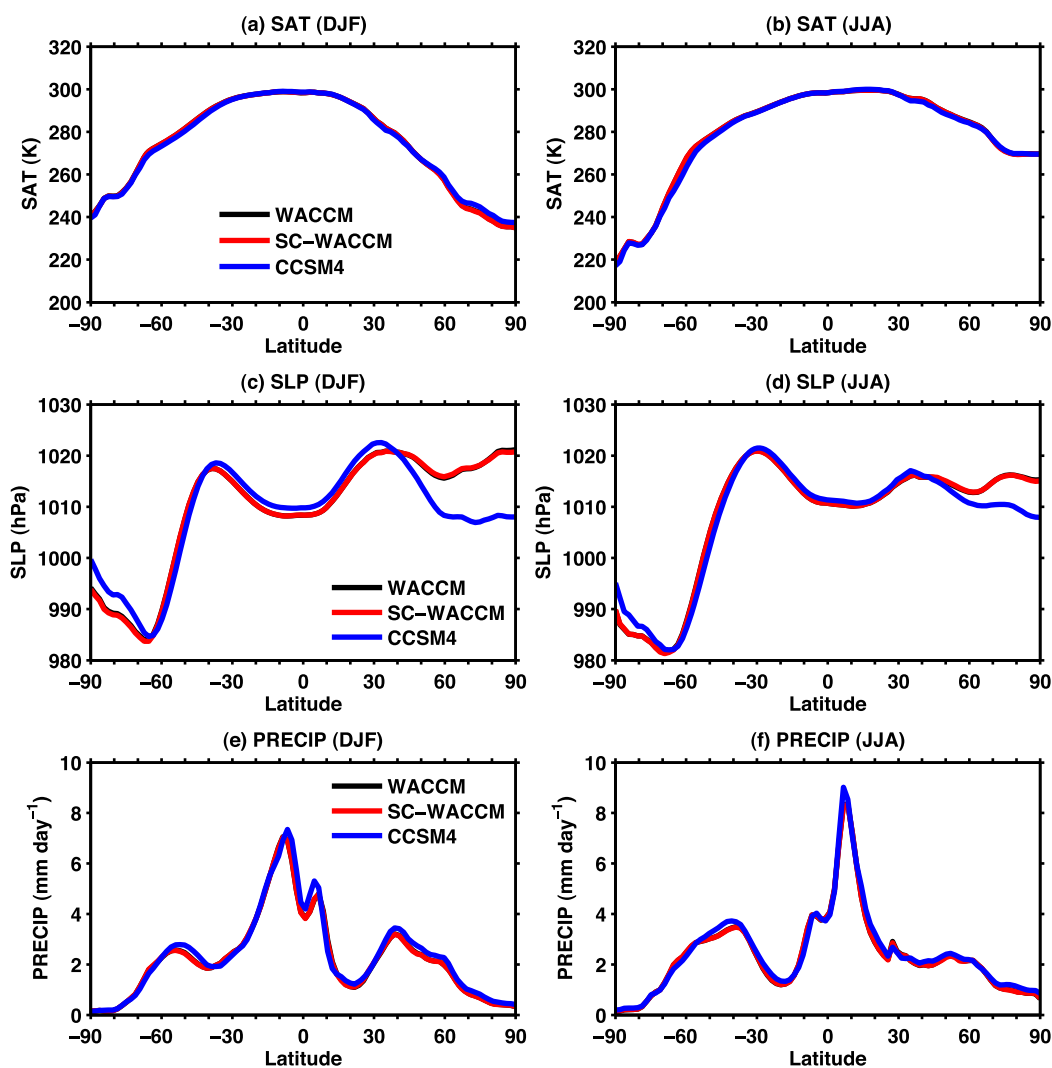 (a) SAT (DJF)
SAT (K)
320
300
280
260
240
220
200
WACCM
SC−WACCM
CCSM4
−90 −60 −30 0 30 60 90
Latitude
(b) SAT (JJA)
SAT (K)
320
300
280
260
240
220
200
−90 −60 −30 0 30 60 90
Latitude
(c) SLP (DJF)
SLP (hPa)
1030
1020
1010
1000
990
980
WACCM
SC−WACCM
CCSM4
−90 −60 −30 0 30 60 90
Latitude
(d) SLP (JJA)
SLP (hPa)
1030
1020
1010
1000
990
980
−90 −60 −30 0 30 60 90
Latitude
(e) PRECIP (DJF)
PRECIP (mm day−1)
10
8
6
4
2
0
WACCM
SC−WACCM
CCSM4
−90 −60 −30 0 30 60 90
Latitude
(f) PRECIP (JJA)
PRECIP (mm day−1)
10
8
6
4
2
0
−90 −60 −30 0 30 60 90
Latitude